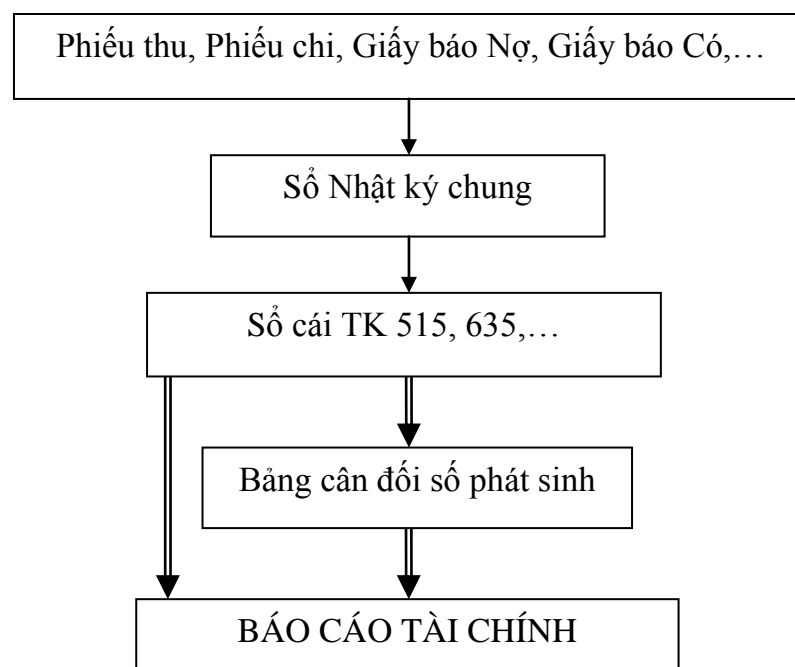 Phiếu thu, Phiếu chi, Giấy báo Nợ, Giấy báo Có,…
Sổ Nhật ký chung
Sổ cái TK 515, 635,…
Bảng cân đối số phát sinh
BÁO CÁO TÀI CHÍNH